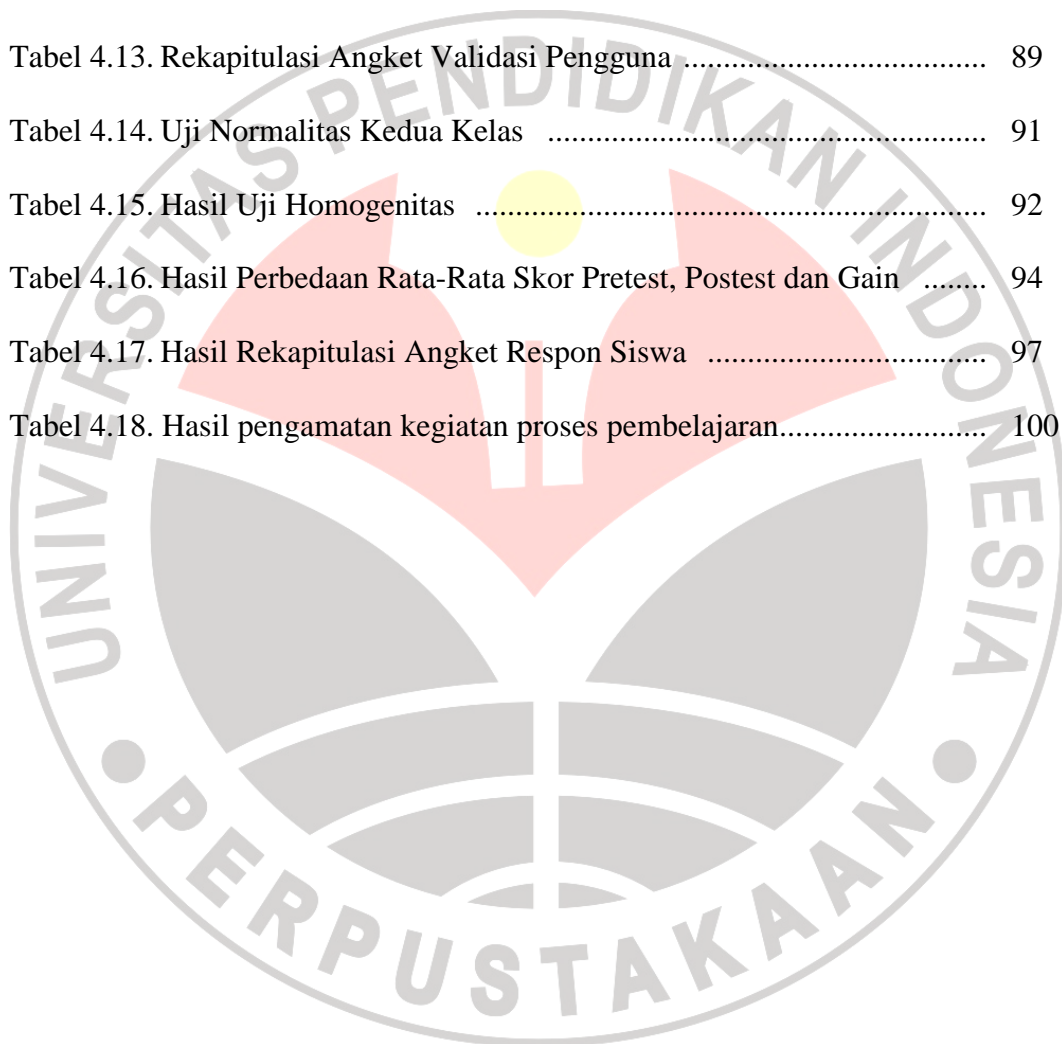 Tabel 4.13. Rekapitulasi Angket Validasi Pengguna ................................. 89
Tabel 4.14. Uji Normalitas Kedua Kelas ................................................ 91
Tabel 4.15. Hasil Uji Homogenitas ........................................................ 92
Tabel 4.16. Hasil Perbedaan Rata-Rata Skor Pretest, Postest dan Gain ........ 94
Tabel 4.17. Hasil Rekapitulasi Angket Respon Siswa ............................... 97
Tabel 4.18. Hasil pengamatan kegiatan proses pembelajaran......................... 100
UNIVERSITAS PENDIDIKAN INDONESIA
PERPUSTAKAAN